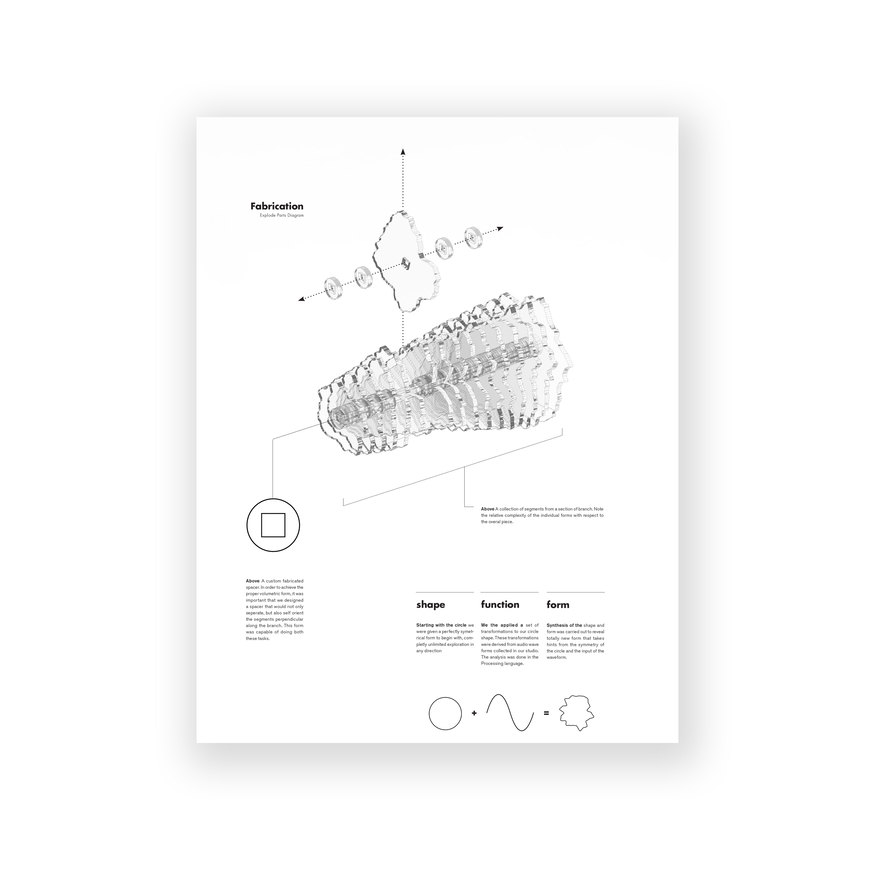 Fabrication
Explode Parts Diagram
Above A collection of segments from a section of branch. Note
the relative complexity of the individual forms with respect to
the overal piece.
Above A custom fabricated
spacer. In order to achieve the
proper volumetric form, it was
important that we designed
a spacer that would not only
seperate, but also self orient
the segments perpendicular
along the branch. This form
was capable of doing both
these tasks.
shape
Starting with the circle we
were given a perfectly symet-
rical form to begin with, com-
pletly unlimited exploration in
any direction
function
We the applied a set of
transformations to our circle
shape. These transformations
were derived from audio wave
forms collected in our studio.
The analysis was done in the
Processing language.
form
Synthesis of the shape and
form was carried out to reveal
totally new form that takes
hints from the symmetry of
the circle and the input of the
waveform.
+ =